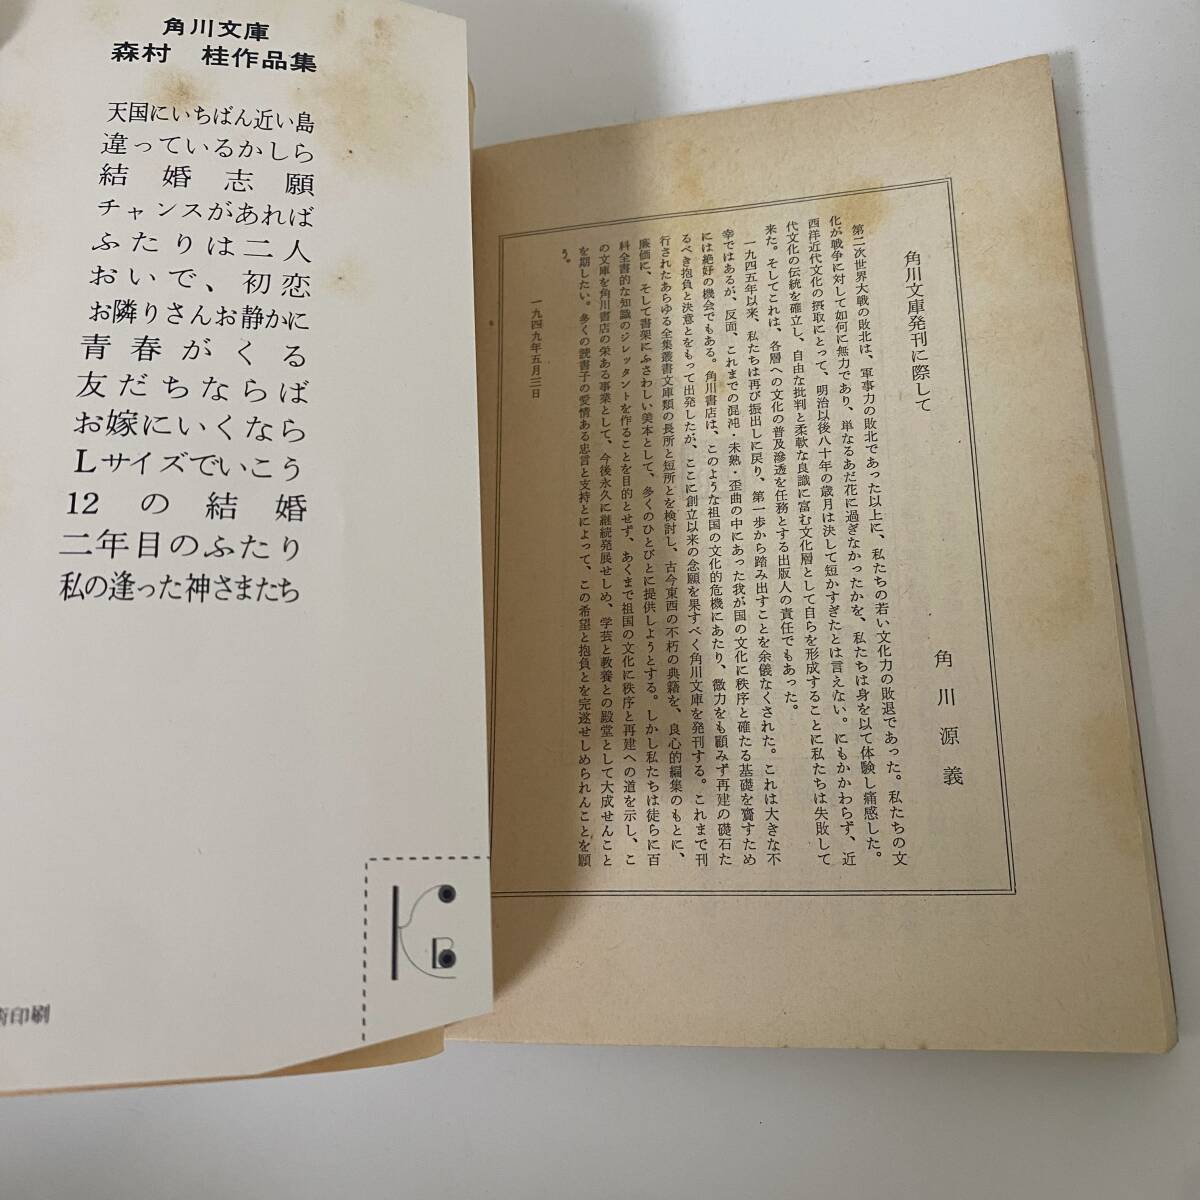 角川文庫
森村 桂作品集
天国にいちばん近い島
違っているかしら
結婚志願
チャンスがあれば
ふたりは二人
おいで、初恋
お隣りさんお静かに
青春がくる
友だちならば
お嫁にいくなら
Lサイズでいこう
12の結婚
二年目のふたり
私の逢った神さまたち
K
B
印刷
角川文庫発刊に際して
角川源義
第二次世界大戦の敗北は、軍事力の敗北であった以上に、私たちの若い文化力の敗退であった。私たちの文
化が戦争に対して如何に無力であり、単なるあだ花に過ぎなかったかを、私たちは身を以て体験し痛感した。
西洋近代文化の摂取にとって、明治以後八十年の歳月は決して短かすぎたとは言えない。にもかかわらず、近
代文化の伝統を確立し、自由な批判と柔軟な良識に富む文化層として自らを形成することに私たちは失敗して
来た。そしてこれは、各層への文化の普及滲透を任務とする出版人の責任でもあった。
一九四五年以来、私たちは再び振出しに戻り、第一歩から踏み出すことを余儀なくされた。これは大きな不
幸ではあるが、反面、これまでの混沌・未熟・歪曲の中にあった我が国の文化に秩序と確たる基礎を齎すため
には絶好の機会でもある。角川書店は、このような祖国の文化的危機にあたり、微力をも顧みず再建の礎石た
るべき抱負と決意とをもって出発したが、ここに創立以来の念願を果すべく角川文庫を発刊する。これまで刊
行されたあらゆる全集叢書文庫類の長所と短所とを検討し、古今東西の不朽の典籍を、良心的編集のもとに、
廉価に、そして書架にふさわしい美本として、多くのひとびとに提供しようとする。しかし私たちは徒らに百
科全書的な知識のジレッタントを作ることを目的とせず、あくまで祖国の文化に秩序と再建への道を示し、こ
の文庫を角川書店の栄ある事業として、今後永久に継続発展せしめ、学芸と教養との殿堂として大成せんこと
を期したい。多くの読書子の愛情ある忠言と支持とによって、この希望と抱負とを完遂せしめられんことを願
う。
一九四九年五月三日